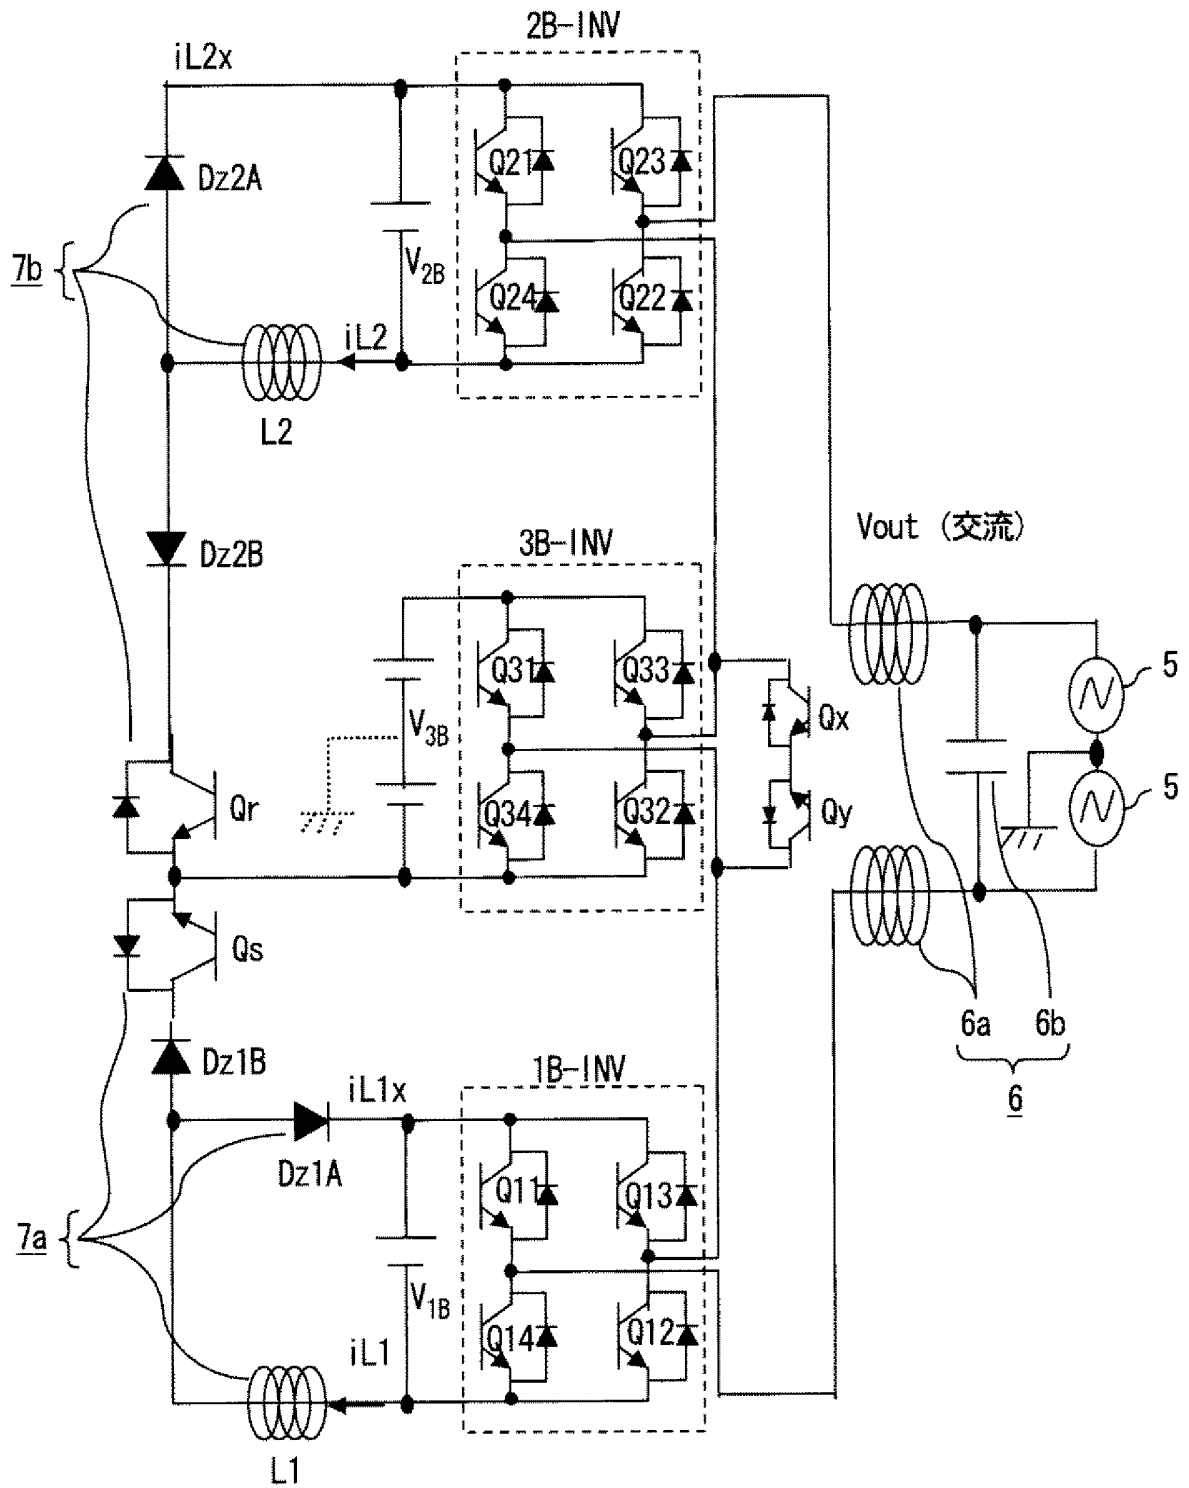 2B-INV
iL2x
Q21
Q23
Dz2A
7b
V2B
Q24
Q22
iL2
L2
Vout (交流)
3B-INV
Dz2B
Q31
Q33
5
Qx
V3B
Qr
Q34
Q32
Qy
5
Qs
6a
6b
Dz1B
1B-INV
iL1x
6
Dz1A
Q11
Q13
7a
V1B
Q14
Q12
iL1
L1